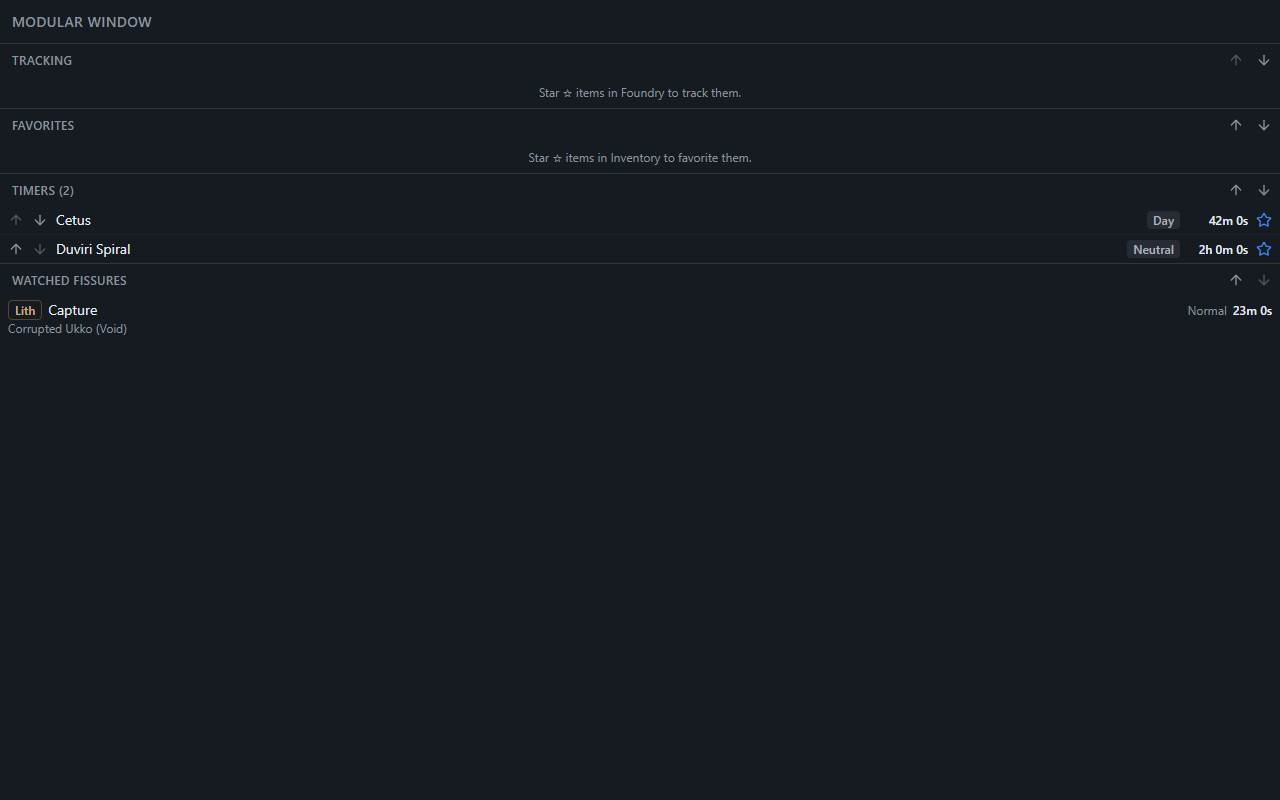 MODULAR WINDOW
TRACKING
Star ☆ items in Foundry to track them.
FAVORITES
Star ☆ items in Inventory to favorite them.
TIMERS (2)
Cetus Day 42m 0s
Duviri Spiral Neutral 2h 0m 0s
WATCHED FISSURES
Lith Capture Normal 23m 0s
Corrupted Ukko (Void)